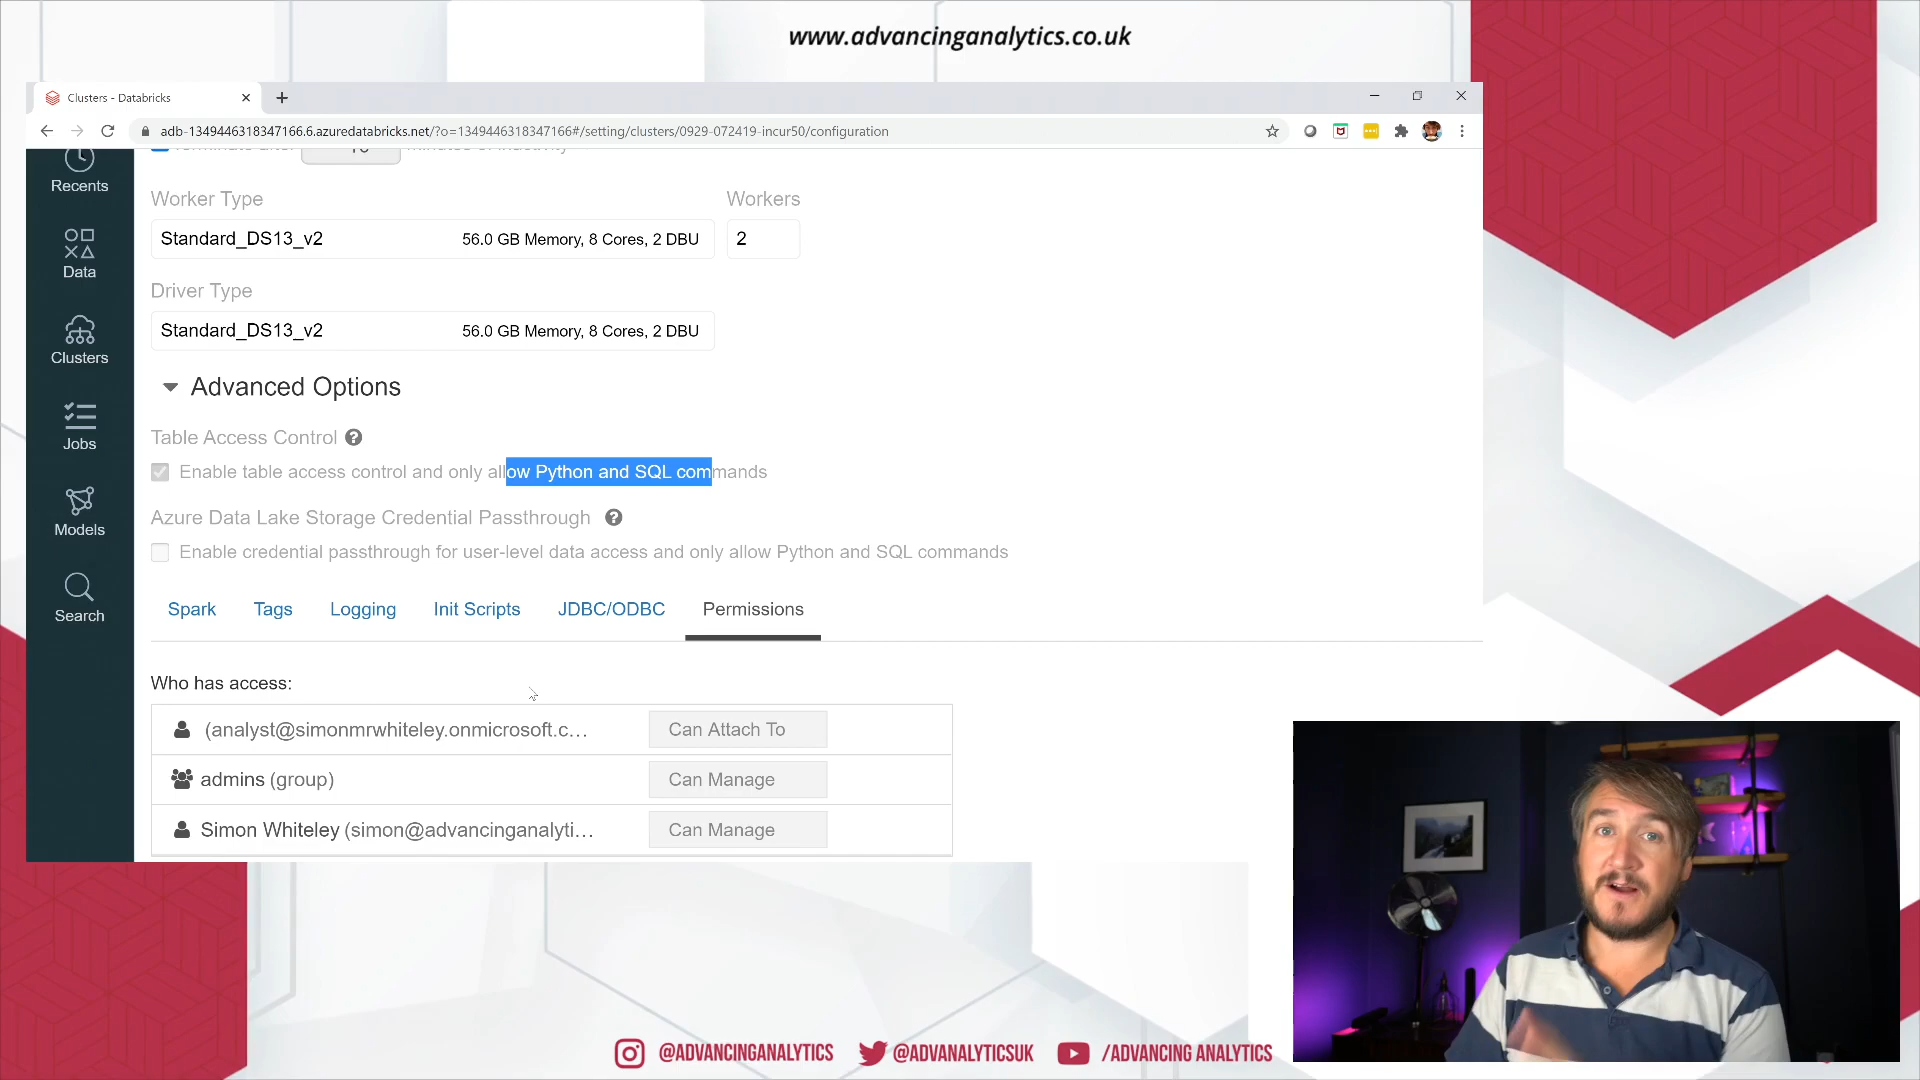 www.advancinganalytics.co.uk
Clusters - Databricks
adb-1349446318347166.6.azuredatabricks.net/?o=1349446318347166#/setting/clusters/0929-072419-incur50/configuration
Recents
Data
Clusters
Jobs
Models
Search
Worker Type
Workers
Standard_DS13_v2
56.0 GB Memory, 8 Cores, 2 DBU
2
Driver Type
Standard_DS13_v2
56.0 GB Memory, 8 Cores, 2 DBU
Advanced Options
Table Access Control
Enable table access control and only allow Python and SQL commands
Azure Data Lake Storage Credential Passthrough
Enable credential passthrough for user-level data access and only allow Python and SQL commands
Spark
Tags
Logging
Init Scripts
JDBC/ODBC
Permissions
Who has access:
(analyst@simonmrwhiteley.onmicrosoft.c...
Can Attach To
admins (group)
Can Manage
Simon Whiteley (simon@advancinganalyti...
Can Manage
@ADVANCINGANALYTICS
@ADVANALYTICSUK
/ADVANCING ANALYTICS